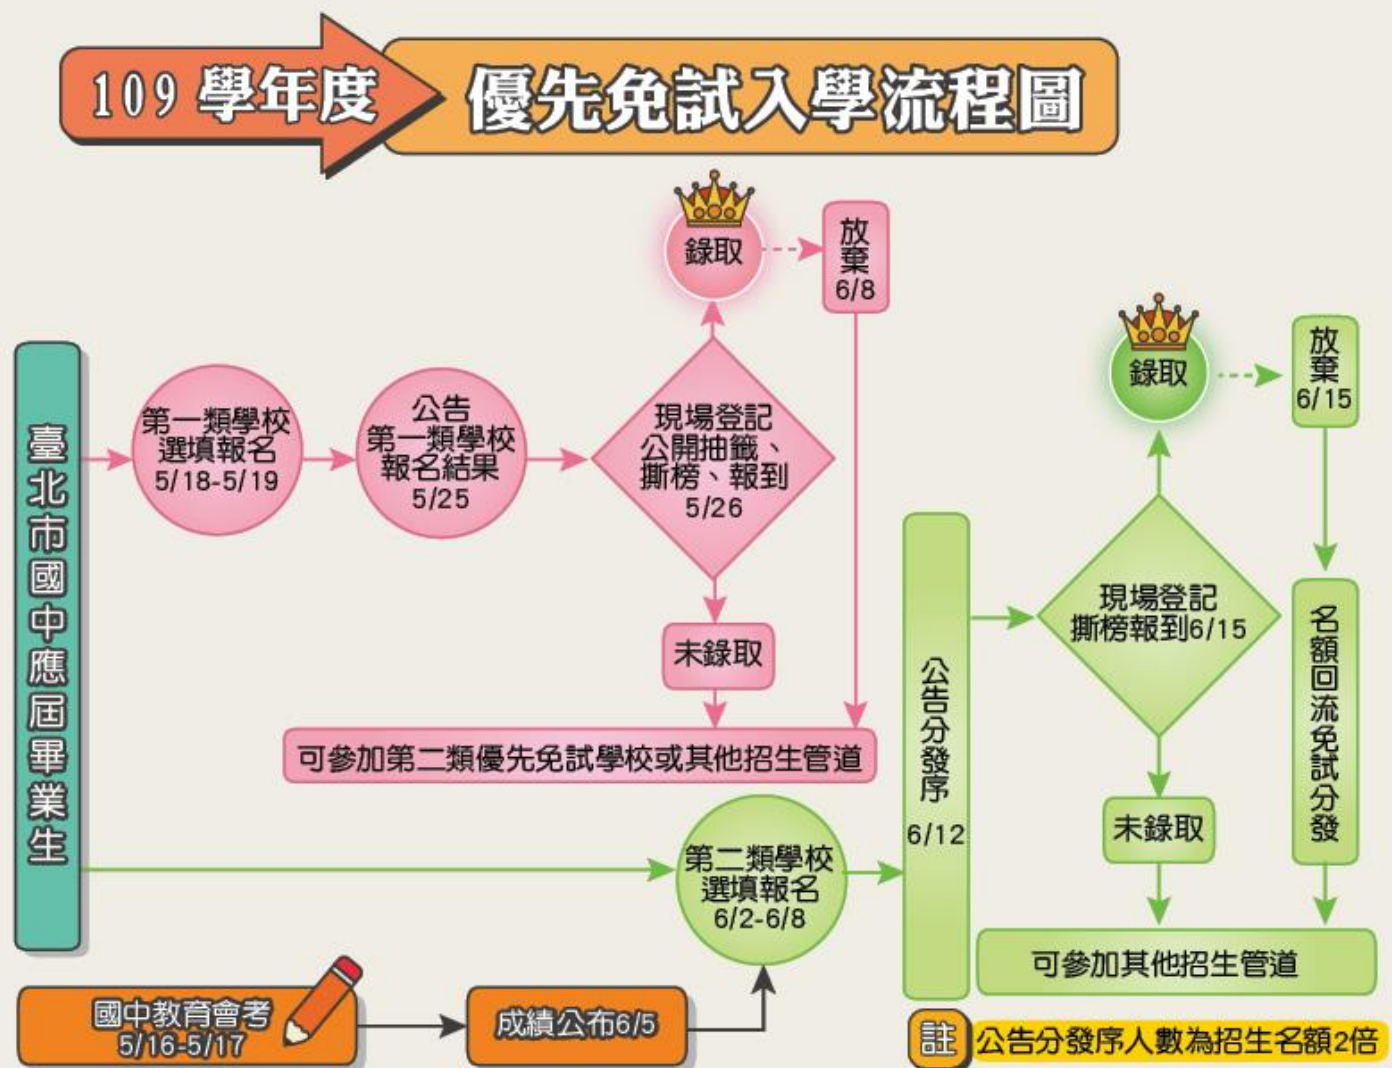 109 學年度
優先免試入學流程圖
臺北市國中應屆畢業生
第一類學校
選填報名
5/18-5/19
公告
第一類學校
報名結果
5/25
現場登記
公開抽籤、
撕榜、報到
5/26
錄取
放棄
6/8
未錄取
可參加第二類優先免試學校或其他招生管道
第二類學校
選填報名
6/2-6/8
公告分發序
6/12
現場登記
撕榜報到6/15
錄取
放棄
6/15
名額回流免試分發
未錄取
可參加其他招生管道
國中教育會考
5/16-5/17
成績公布6/5
註
公告分發序人數為招生名額2倍